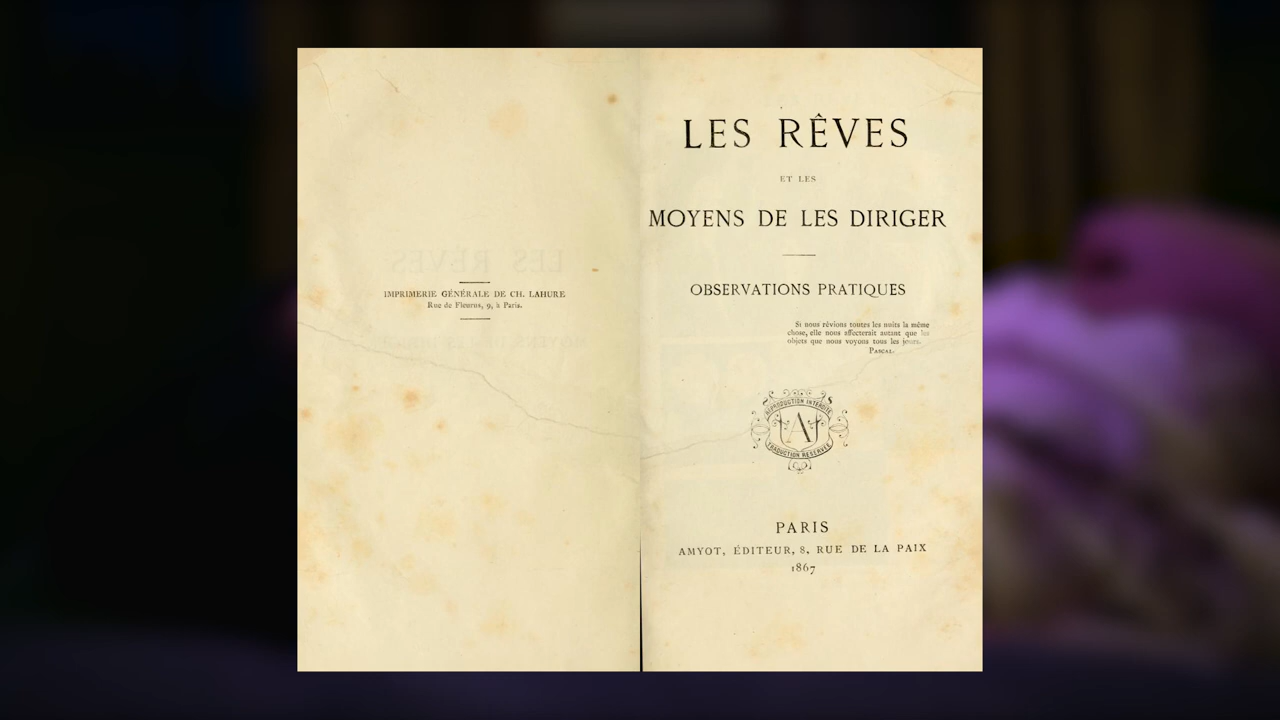 IMPRIMERIE GÉNÉRALE DE CH. LAHURE
Rue de Fleurus, 9, à Paris.
LES RÊVES
ET LES
MOYENS DE LES DIRIGER
OBSERVATIONS PRATIQUES
Si nous rêvions toutes les nuits la même
chose, elle nous affecterait autant que les
objets que nous voyons tous les jours.
PASCAL.
REPRODUCTION INTERDITE
A
TRADUCTION RÉSERVÉE
PARIS
AMYOT, ÉDITEUR, 8, RUE DE LA PAIX
1867